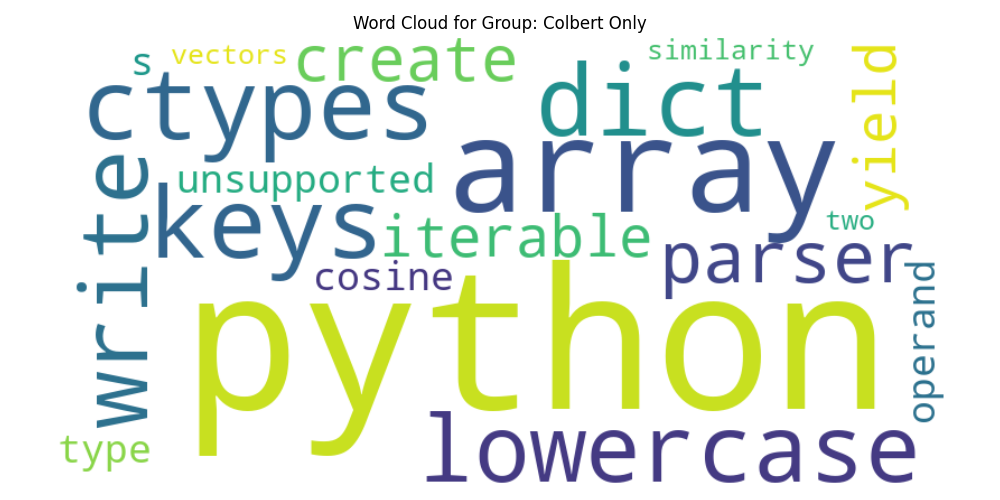 Word Cloud for Group: Colbert Only
s
vectors
create
similarity
yield
ctypes
dict
array
write
unsupported
keys
iterable
two
parser
cosine
python
operand
lowercase
type